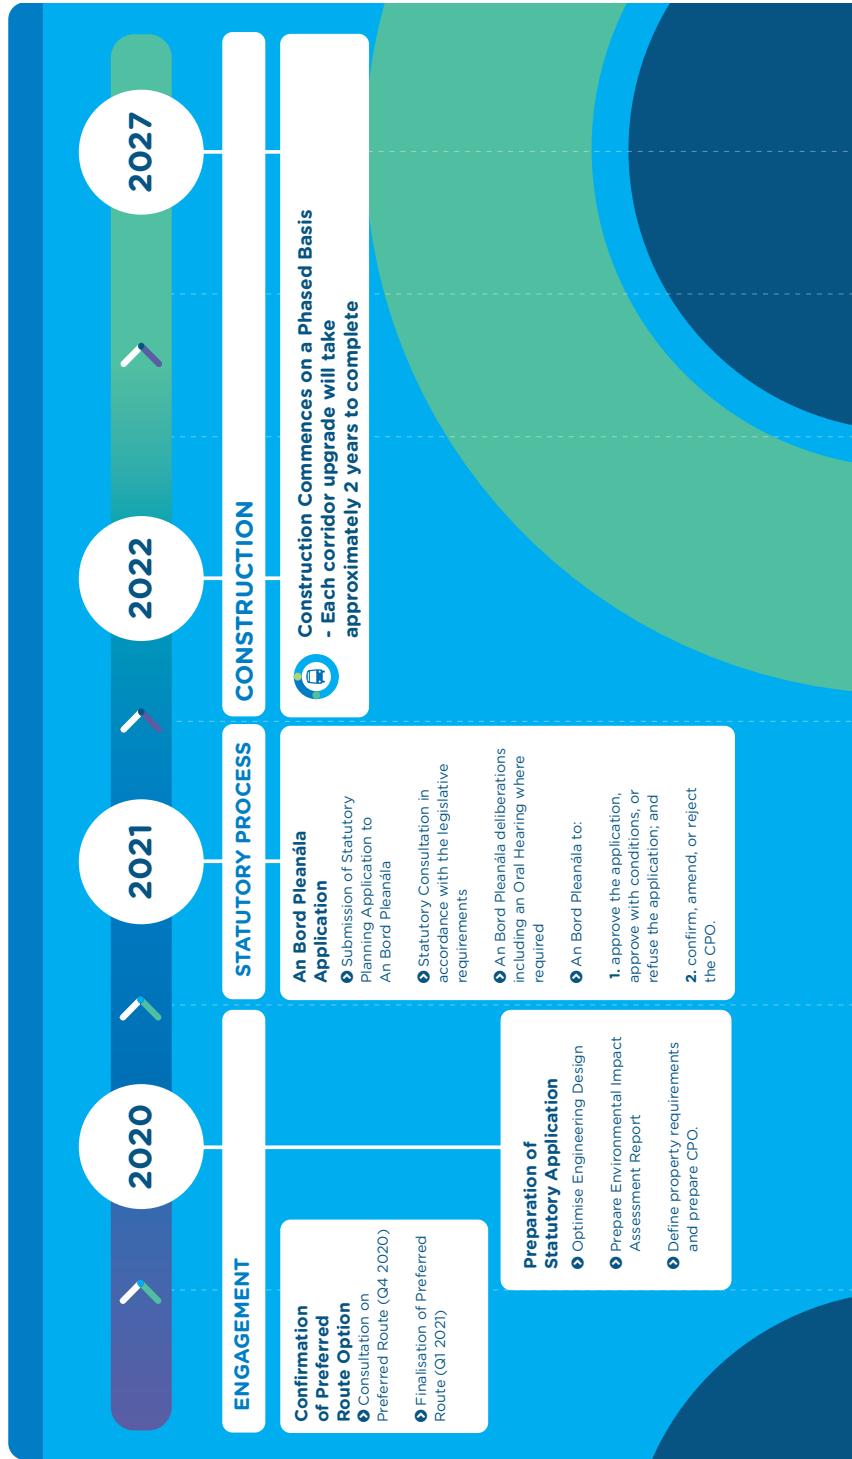 2020
2021
2022
2027
ENGAGEMENT
STATUTORY PROCESS
CONSTRUCTION
Confirmation
of Preferred
Route Option
Consultation on
Preferred Route (Q4 2020)
Finalisation of Preferred
Route (Q1 2021)
Preparation of
Statutory Application
Optimise Engineering Design
Prepare Environmental Impact
Assessment Report
Define property requirements
and prepare CPO.
An Bord Pleanála
Application
Submission of Statutory
Planning Application to
An Bord Pleanála
Statutory Consultation in
accordance with the legislative
requirements
An Bord Pleanála deliberations
including an Oral Hearing where
required
An Bord Pleanála to:
1. approve the application,
approve with conditions, or
refuse the application; and
2. confirm, amend, or reject
the CPO.
Construction Commences on a Phased Basis
- Each corridor upgrade will take
approximately 2 years to complete